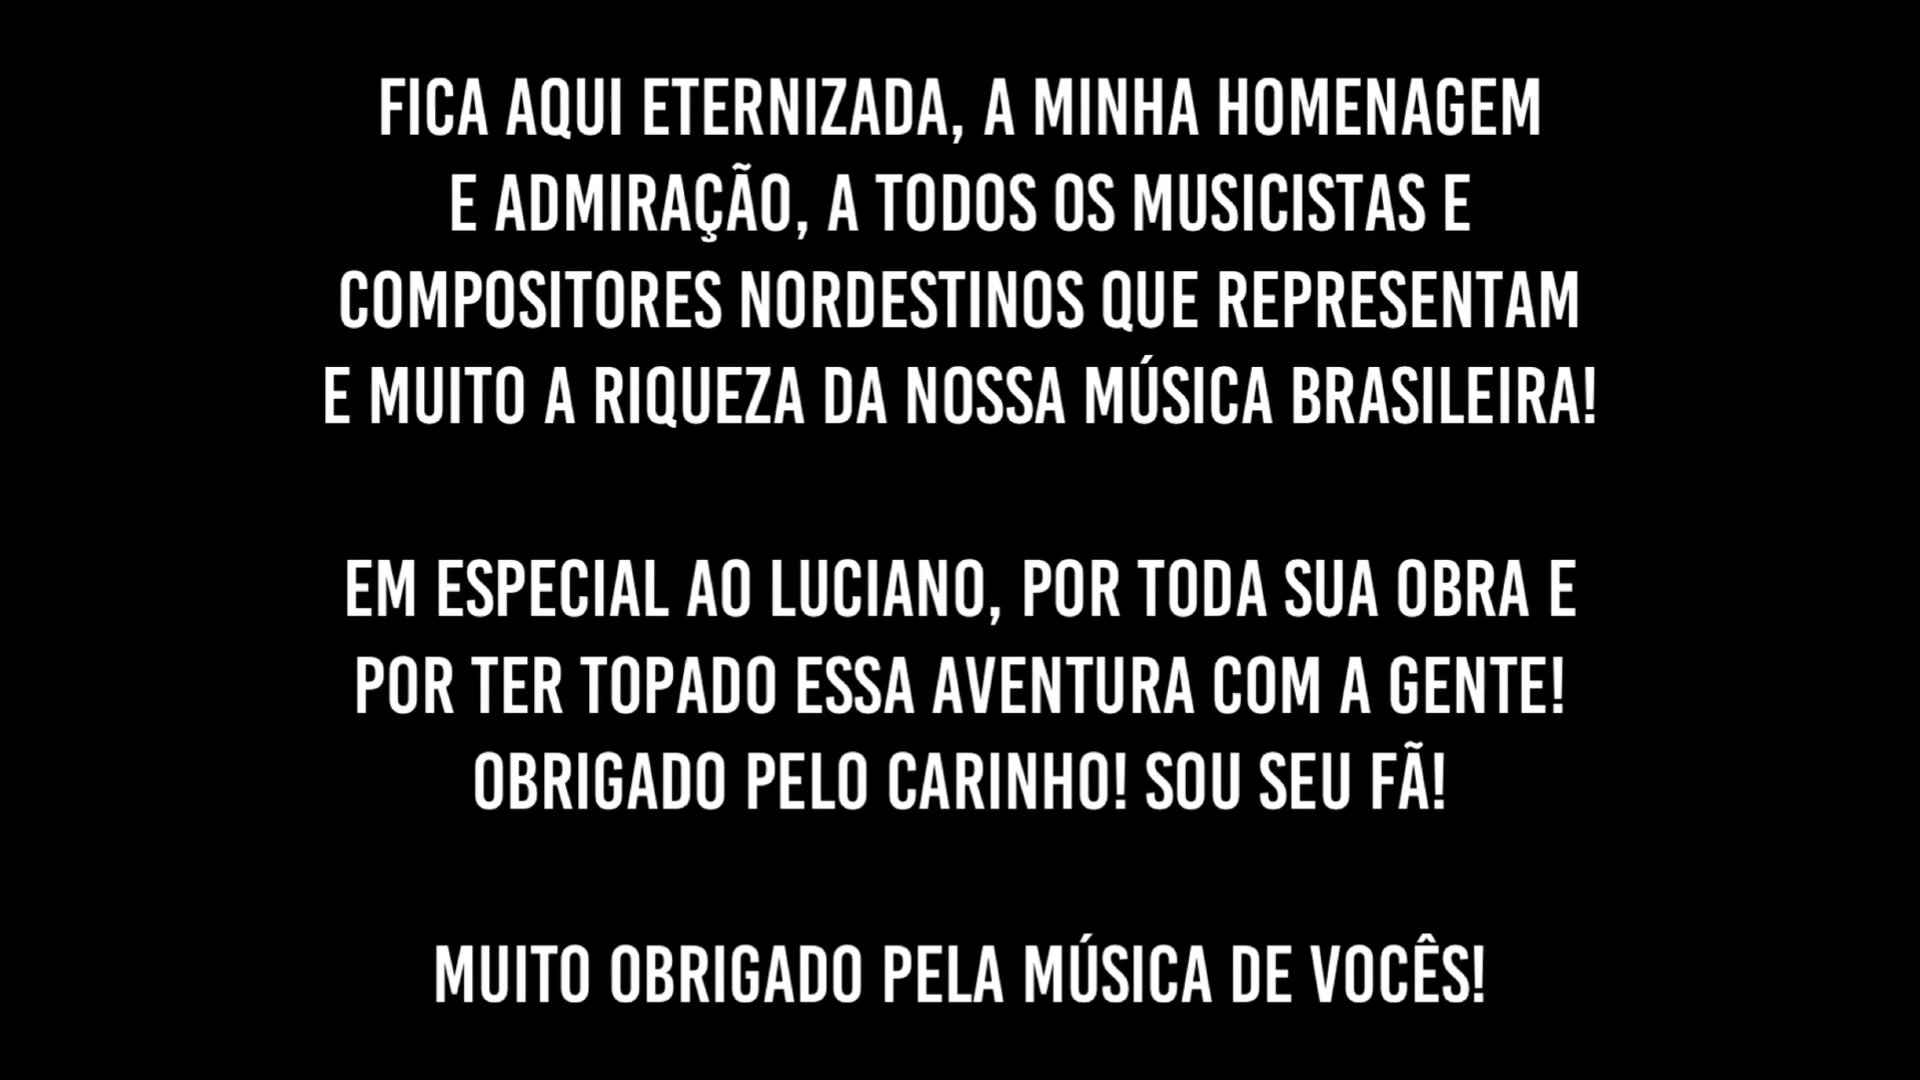 FICA AQUI ETERNIZADA, A MINHA HOMENAGEM
E ADMIRAÇÃO, A TODOS OS MUSICISTAS E
COMPOSITORES NORDESTINOS QUE REPRESENTAM
E MUITO A RIQUEZA DA NOSSA MÚSICA BRASILEIRA!
EM ESPECIAL AO LUCIANO, POR TODA SUA OBRA E
POR TER TOPADO ESSA AVENTURA COM A GENTE!
OBRIGADO PELO CARINHO! SOU SEU FÃ!
MUITO OBRIGADO PELA MÚSICA DE VOCÊS!